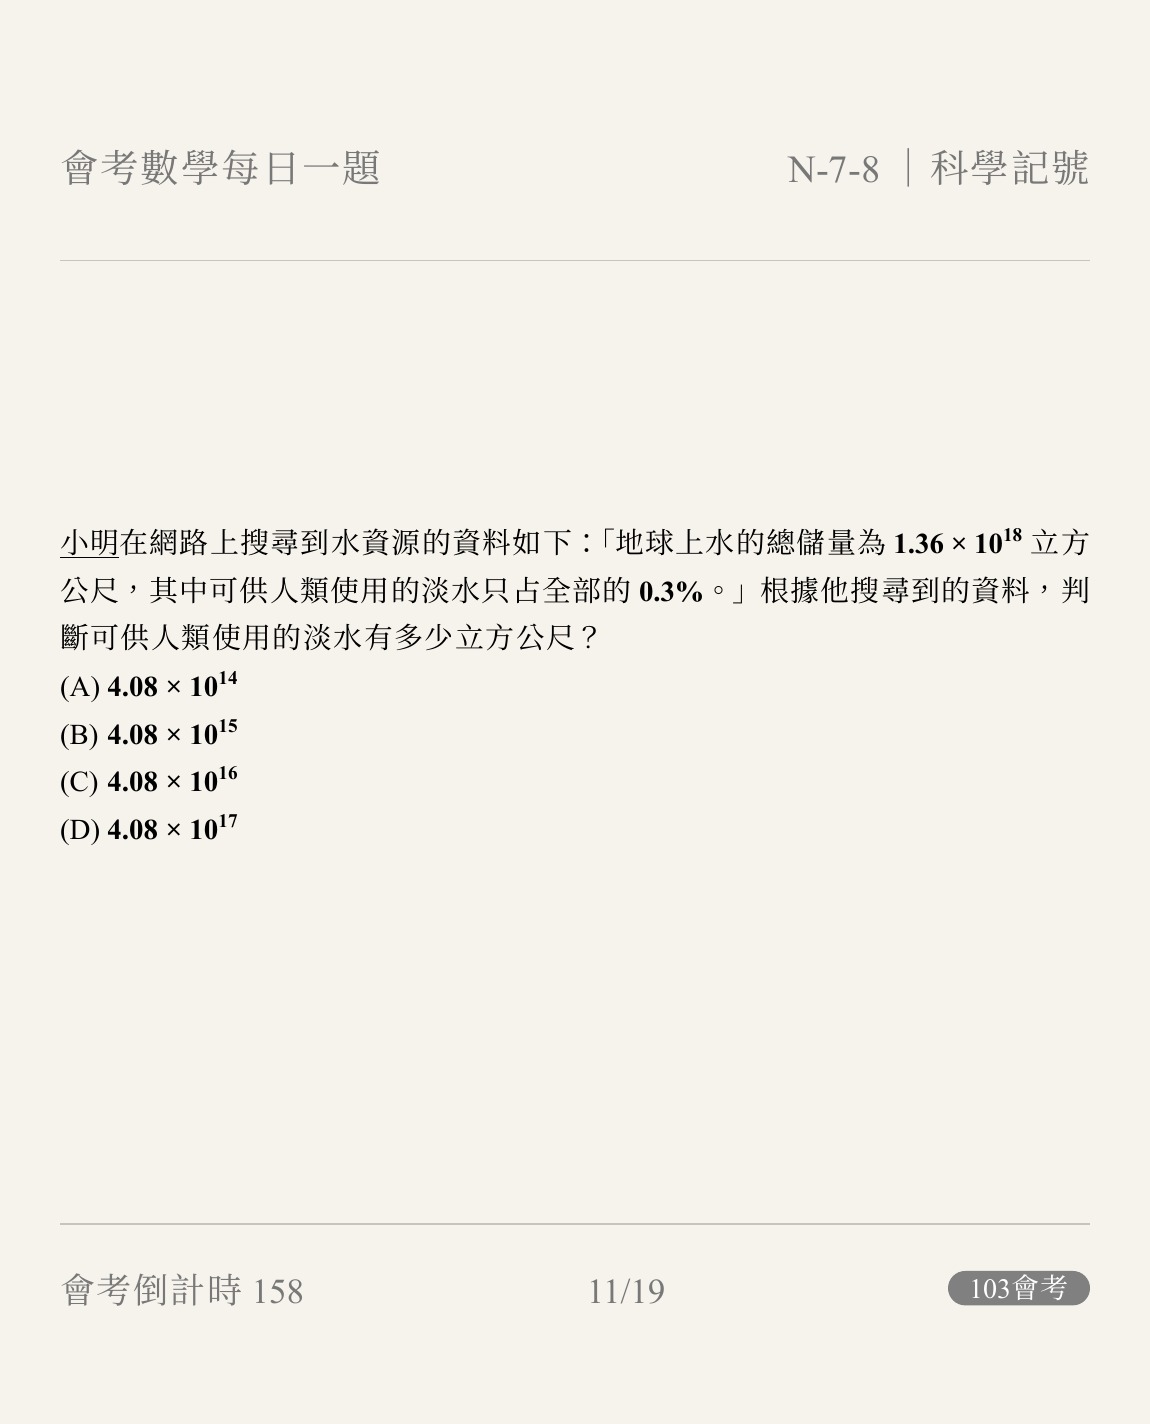 會考數學每日一題
N-7-8 | 科學記號
小明在網路上搜尋到水資源的資料如下：「地球上水的總儲量為 1.36 × 10¹⁸ 立方
公尺，其中可供人類使用的淡水只占全部的 0.3%。」根據他搜尋到的資料，判
斷可供人類使用的淡水有多少立方公尺？
(A) 4.08 × 10¹⁴
(B) 4.08 × 10¹⁵
(C) 4.08 × 10¹⁶
(D) 4.08 × 10¹⁷
會考倒計時 158
11/19
103會考